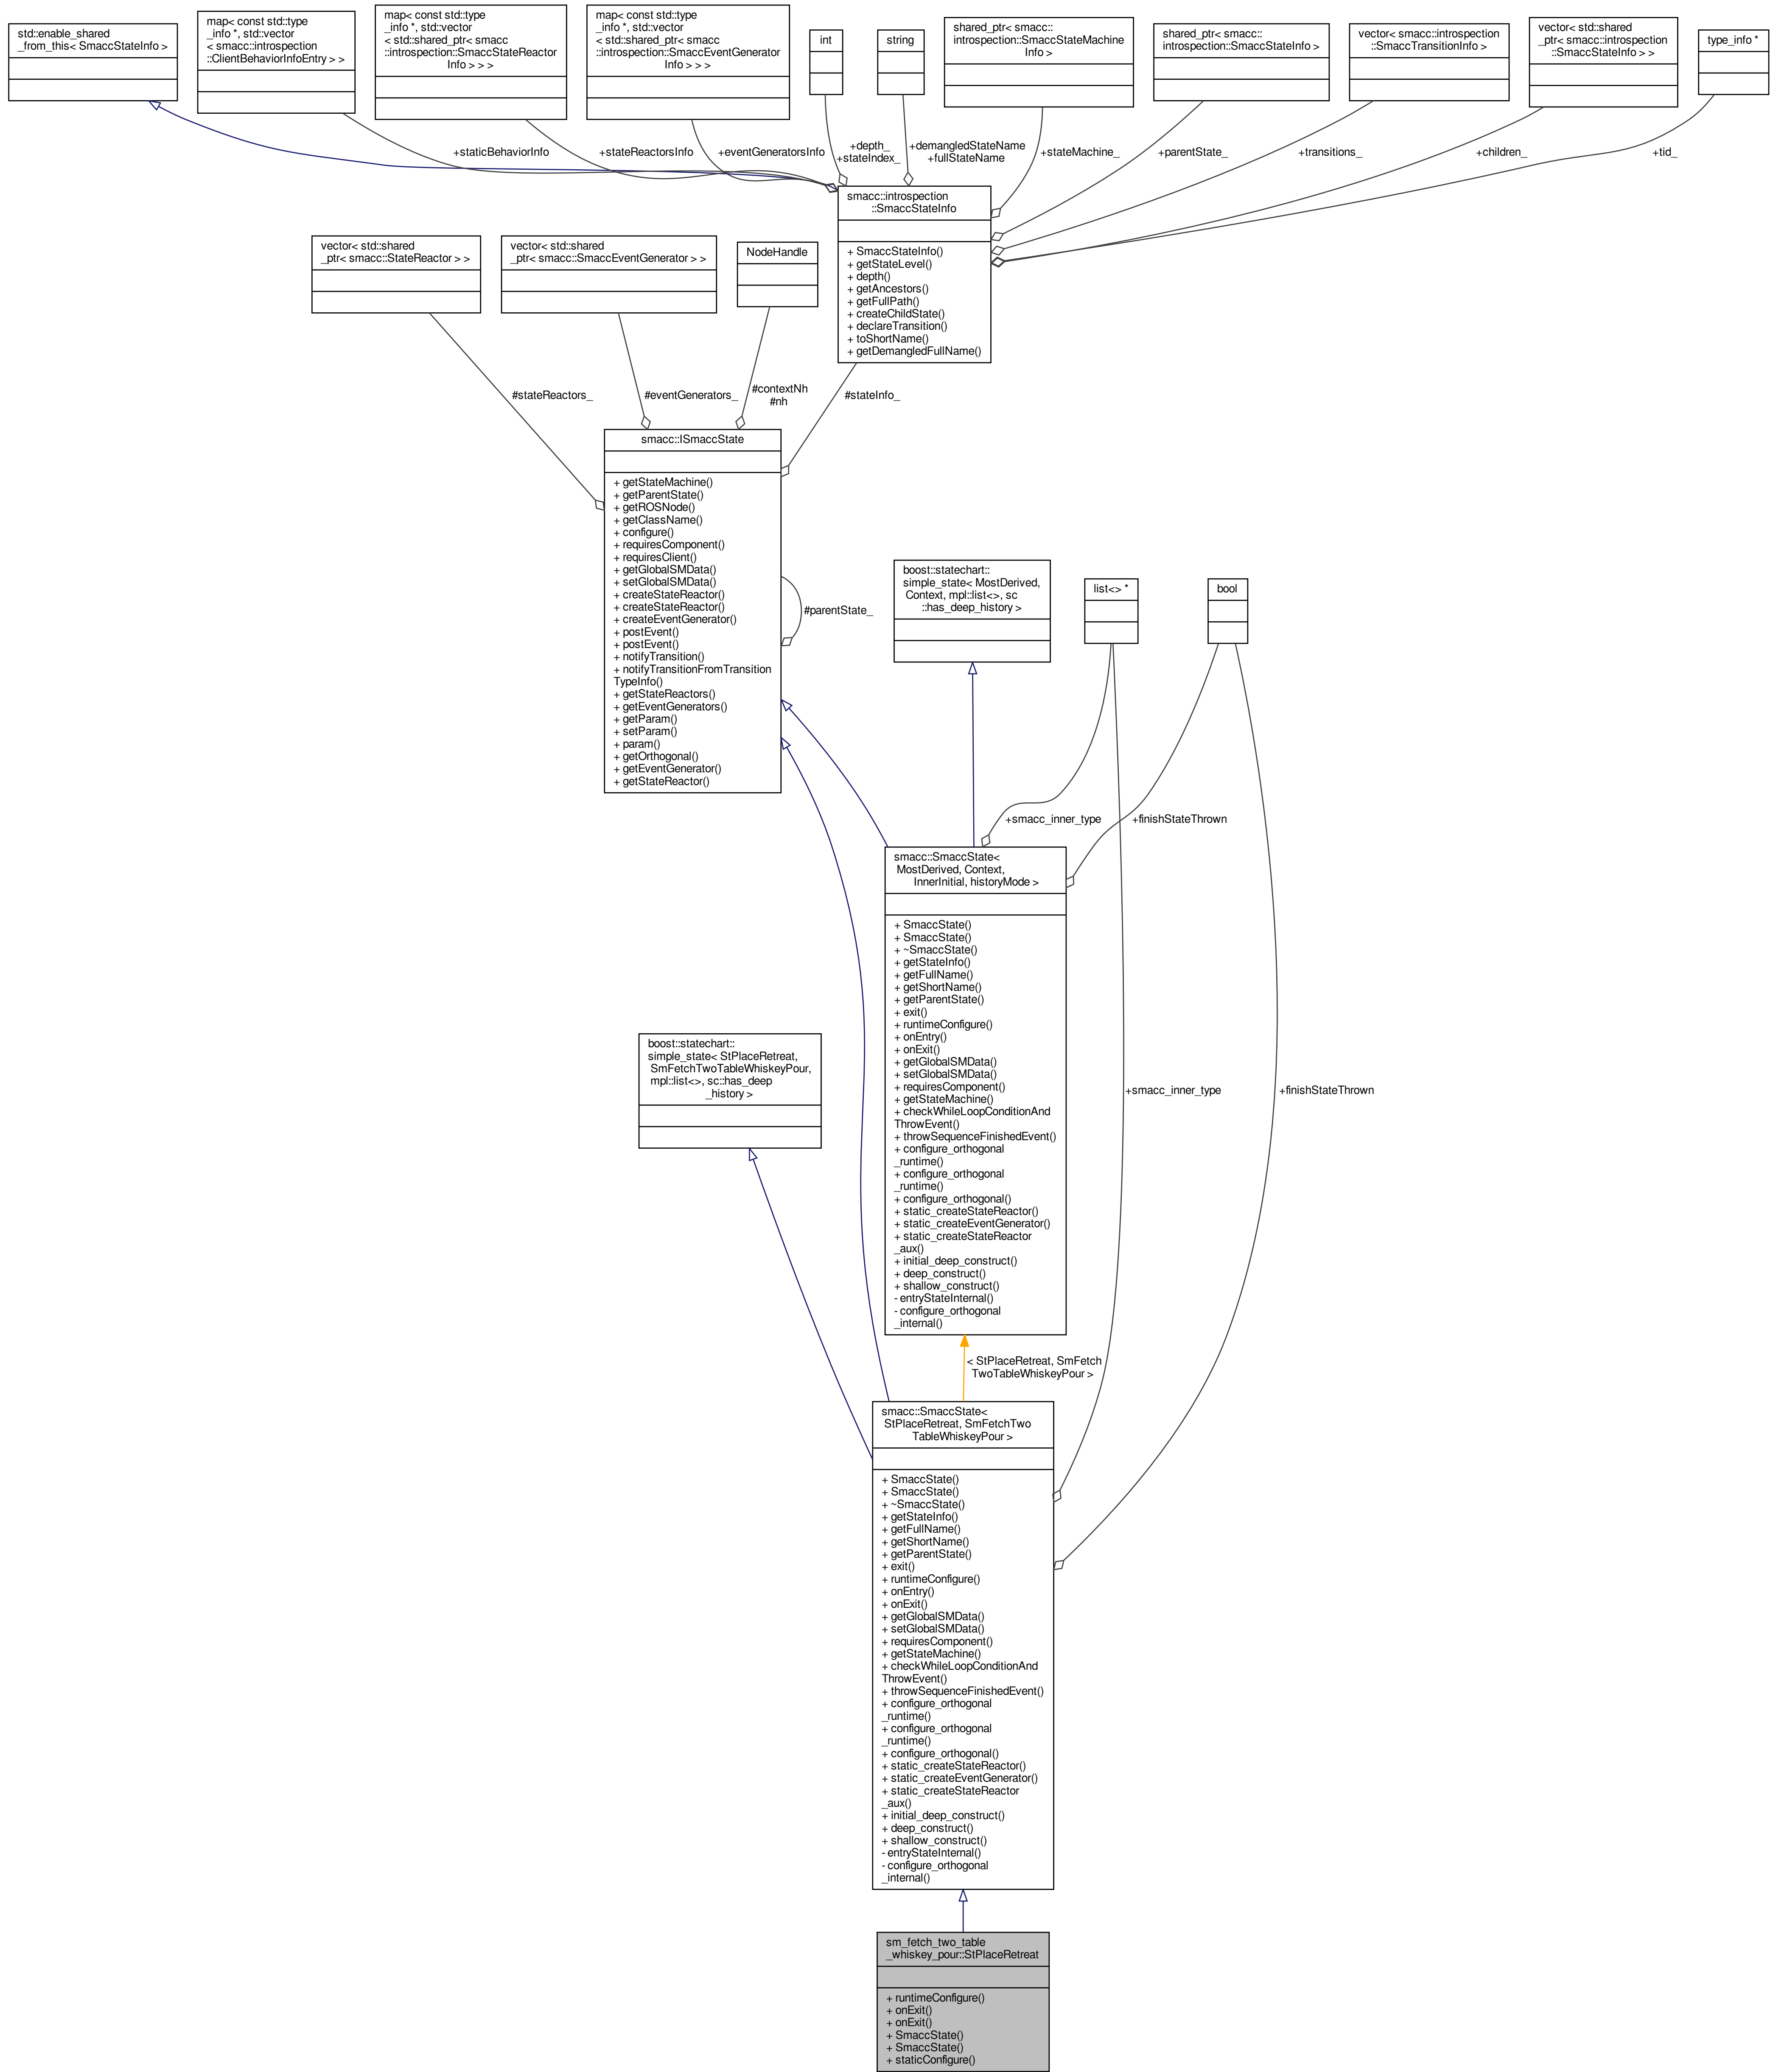 std::enable_shared
_from_this< SmaccStateInfo >
map< const std::type
_info *, std::vector
< smacc::introspection
::ClientBehaviorInfoEntry > >
map< const std::type
_info *, std::vector
< std::shared_ptr< smacc
::introspection::SmaccStateReactor
Info > > >
map< const std::type
_info *, std::vector
< std::shared_ptr< smacc
::introspection::SmaccEventGenerator
Info > > >
int
string
shared_ptr< smacc::
introspection::SmaccStateMachine
Info >
shared_ptr< smacc::
introspection::SmaccStateInfo >
vector< smacc::introspection
::SmaccTransitionInfo >
vector< std::shared
_ptr< smacc::introspection
::SmaccStateInfo > >
type_info *
+staticBehaviorInfo
+stateReactorsInfo
+eventGeneratorsInfo
+depth_
+stateIndex_
+demangledStateName
+fullStateName
+stateMachine_
+parentState_
+transitions_
+children_
+tid_
smacc::introspection
::SmaccStateInfo
+ SmaccStateInfo()
+ getStateLevel()
+ depth()
+ getAncestors()
+ getFullPath()
+ createChildState()
+ declareTransition()
+ toShortName()
+ getDemangledFullName()
vector< std::shared
_ptr< smacc::StateReactor > >
vector< std::shared
_ptr< smacc::SmaccEventGenerator > >
NodeHandle
#stateReactors_
#eventGenerators_
#contextNh
#nh
#stateInfo_
smacc::ISmaccState
+ getStateMachine()
+ getParentState()
+ getROSNode()
+ getClassName()
+ configure()
+ requiresComponent()
+ requiresClient()
+ getGlobalSMData()
+ setGlobalSMData()
+ createStateReactor()
+ createStateReactor()
+ createEventGenerator()
+ postEvent()
+ postEvent()
+ notifyTransition()
+ notifyTransitionFromTransition
TypeInfo()
+ getStateReactors()
+ getEventGenerators()
+ getParam()
+ setParam()
+ param()
+ getOrthogonal()
+ getEventGenerator()
+ getStateReactor()
#parentState_
boost::statechart::
simple_state< MostDerived,
Context, mpl::list<>, sc
::has_deep_history >
list<> *
bool
+smacc_inner_type
+finishStateThrown
smacc::SmaccState<
MostDerived, Context,
InnerInitial, historyMode >
+ SmaccState()
+ SmaccState()
+ ~SmaccState()
+ getStateInfo()
+ getFullName()
+ getShortName()
+ getParentState()
+ exit()
+ runtimeConfigure()
+ onEntry()
+ onExit()
+ getGlobalSMData()
+ setGlobalSMData()
+ requiresComponent()
+ getStateMachine()
+ checkWhileLoopConditionAnd
ThrowEvent()
+ throwSequenceFinishedEvent()
+ configure_orthogonal
_runtime()
+ configure_orthogonal
_runtime()
+ configure_orthogonal()
+ static_createStateReactor()
+ static_createEventGenerator()
+ static_createStateReactor
_aux()
+ initial_deep_construct()
+ deep_construct()
+ shallow_construct()
- entryStateInternal()
- configure_orthogonal
_internal()
boost::statechart::
simple_state< StPlaceRetreat,
SmFetchTwoTableWhiskeyPour,
mpl::list<>, sc::has_deep
_history >
+smacc_inner_type
+finishStateThrown
< StPlaceRetreat, SmFetch
TwoTableWhiskeyPour >
smacc::SmaccState<
StPlaceRetreat, SmFetchTwo
TableWhiskeyPour >
+ SmaccState()
+ SmaccState()
+ ~SmaccState()
+ getStateInfo()
+ getFullName()
+ getShortName()
+ getParentState()
+ exit()
+ runtimeConfigure()
+ onEntry()
+ onExit()
+ getGlobalSMData()
+ setGlobalSMData()
+ requiresComponent()
+ getStateMachine()
+ checkWhileLoopConditionAnd
ThrowEvent()
+ throwSequenceFinishedEvent()
+ configure_orthogonal
_runtime()
+ configure_orthogonal
_runtime()
+ configure_orthogonal()
+ static_createStateReactor()
+ static_createEventGenerator()
+ static_createStateReactor
_aux()
+ initial_deep_construct()
+ deep_construct()
+ shallow_construct()
- entryStateInternal()
- configure_orthogonal
_internal()
sm_fetch_two_table
_whiskey_pour::StPlaceRetreat
+ runtimeConfigure()
+ onExit()
+ onExit()
+ SmaccState()
+ SmaccState()
+ staticConfigure()